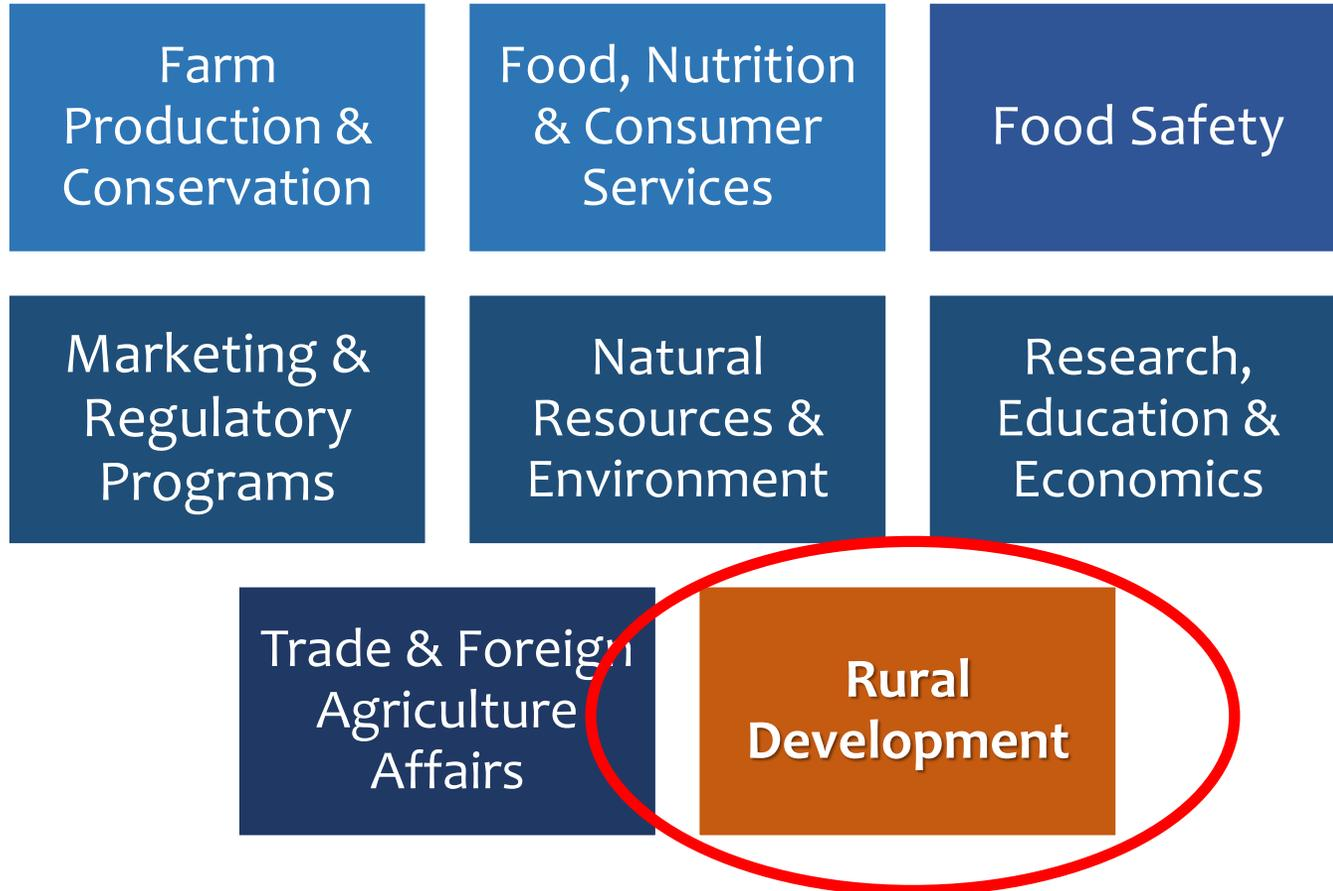 Farm
Production &
Conservation
Food, Nutrition
& Consumer
Services
Food Safety
Marketing &
Regulatory
Programs
Natural
Resources &
Environment
Research,
Education &
Economics
Trade & Foreign
Agriculture
Affairs
Rural
Development